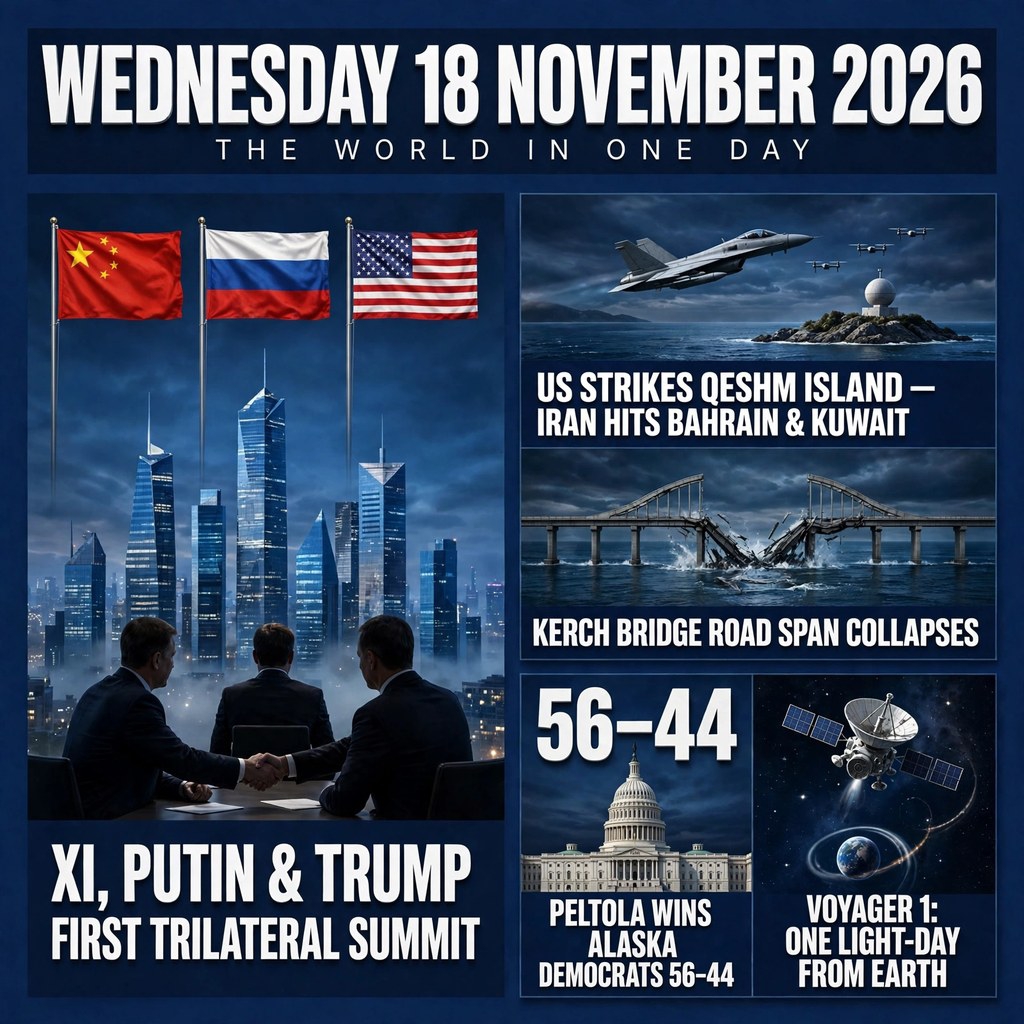 WEDNESDAY 18 NOVEMBER 2026
THE WORLD IN ONE DAY
XI, PUTIN & TRUMP
FIRST TRILATERAL SUMMIT
US STRIKES QESHM ISLAND –
IRAN HITS BAHRAIN & KUWAIT
KERCH BRIDGE ROAD SPAN COLLAPSES
56–44
PELTOLA WINS
ALASKA
DEMOCRATS 56–44
VOYAGER 1:
ONE LIGHT-DAY
FROM EARTH